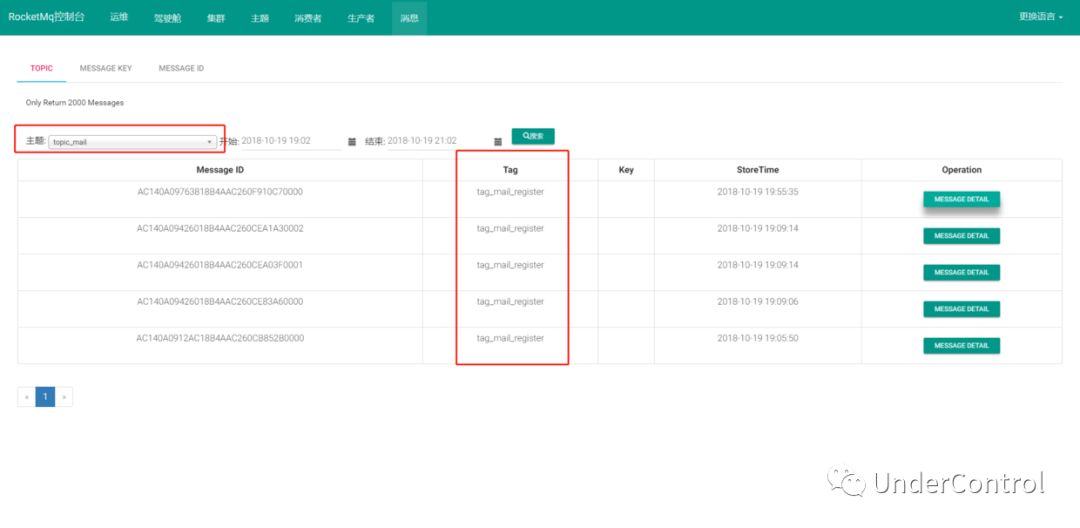 RocketMq控制台 运维 驾驶舱 集群 主题 消费者 生产者 消息 更换语言
TOPIC MESSAGE KEY MESSAGE ID
Only Return 2000 Messages
主题: topic_mail 开始: 2018-10-19 19:02 结束: 2018-10-19 21:02 搜索
Message ID Tag Key StoreTime Operation
AC140A09763818B4AAC260F910C70000 tag_mail_register 2018-10-19 19:55:35 MESSAGE DETAIL
AC140A09426018B4AAC260CEA1A30002 tag_mail_register 2018-10-19 19:09:14 MESSAGE DETAIL
AC140A09426018B4AAC260CEA03F0001 tag_mail_register 2018-10-19 19:09:14 MESSAGE DETAIL
AC140A09426018B4AAC260CE83A60000 tag_mail_register 2018-10-19 19:09:06 MESSAGE DETAIL
AC140A0912AC18B4AAC260CB852B0000 tag_mail_register 2018-10-19 19:05:50 MESSAGE DETAIL
« 1 »
UnderControl